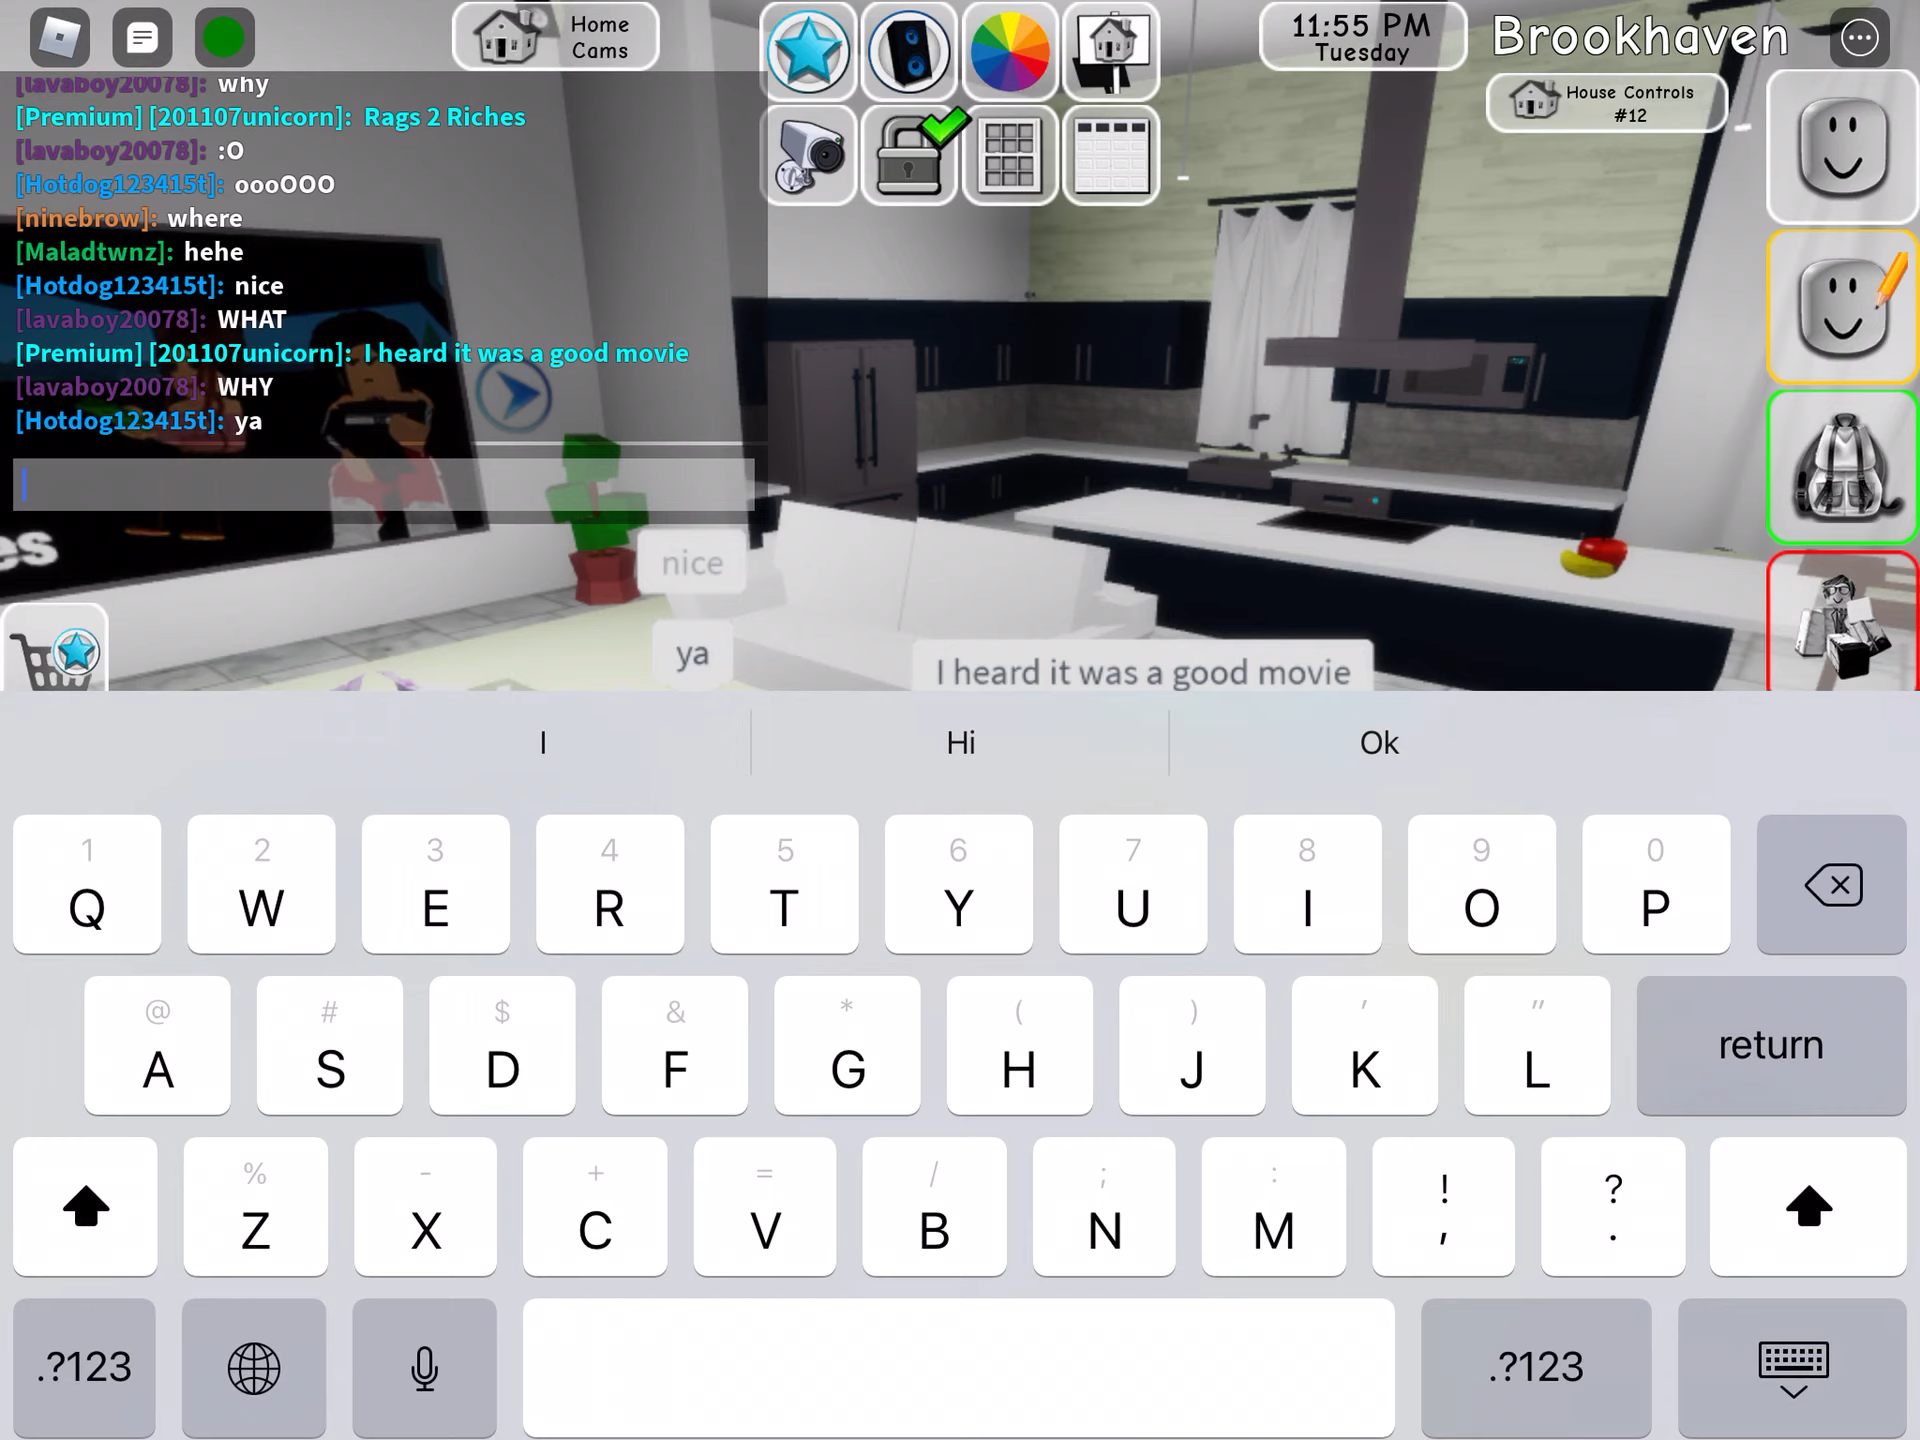 Home
Cams
11:55 PM
Tuesday
Brookhaven
House Controls
#12
[lavaboy20078]: why
[Premium] [201107unicorn]: Rags 2 Riches
[lavaboy20078]: :O
[Hotdog123415t]: oooOOO
[ninebrow]: where
[Maladtwnz]: hehe
[Hotdog123415t]: nice
[lavaboy20078]: WHAT
[Premium] [201107unicorn]: I heard it was a good movie
[lavaboy20078]: WHY
[Hotdog123415t]: ya
es
nice
ya
I heard it was a good movie
I Hi Ok
1 2 3 4 5 6 7 8 9 0
Q W E R T Y U I O P
@ # $ & * ( ) ' "
A S D F G H J K L return
% - + = / ; : ! ?
Z X C V B N M , .
.?123 .?123